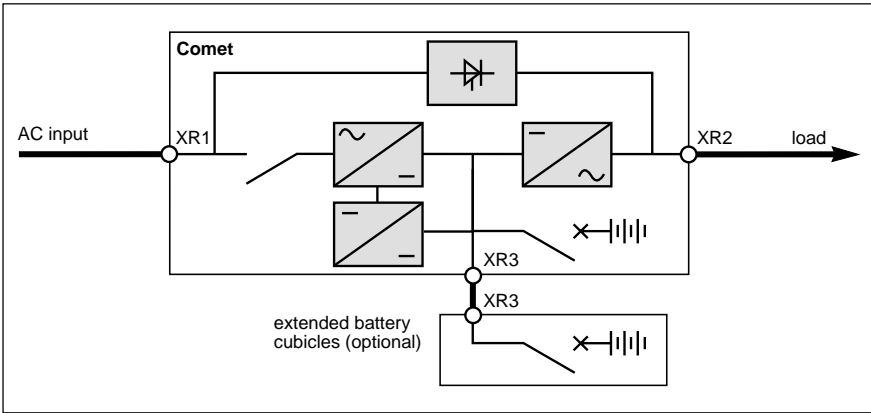 Comet
AC input
XR1
XR2
load
XR3
XR3
extended battery
cubicles (optional)